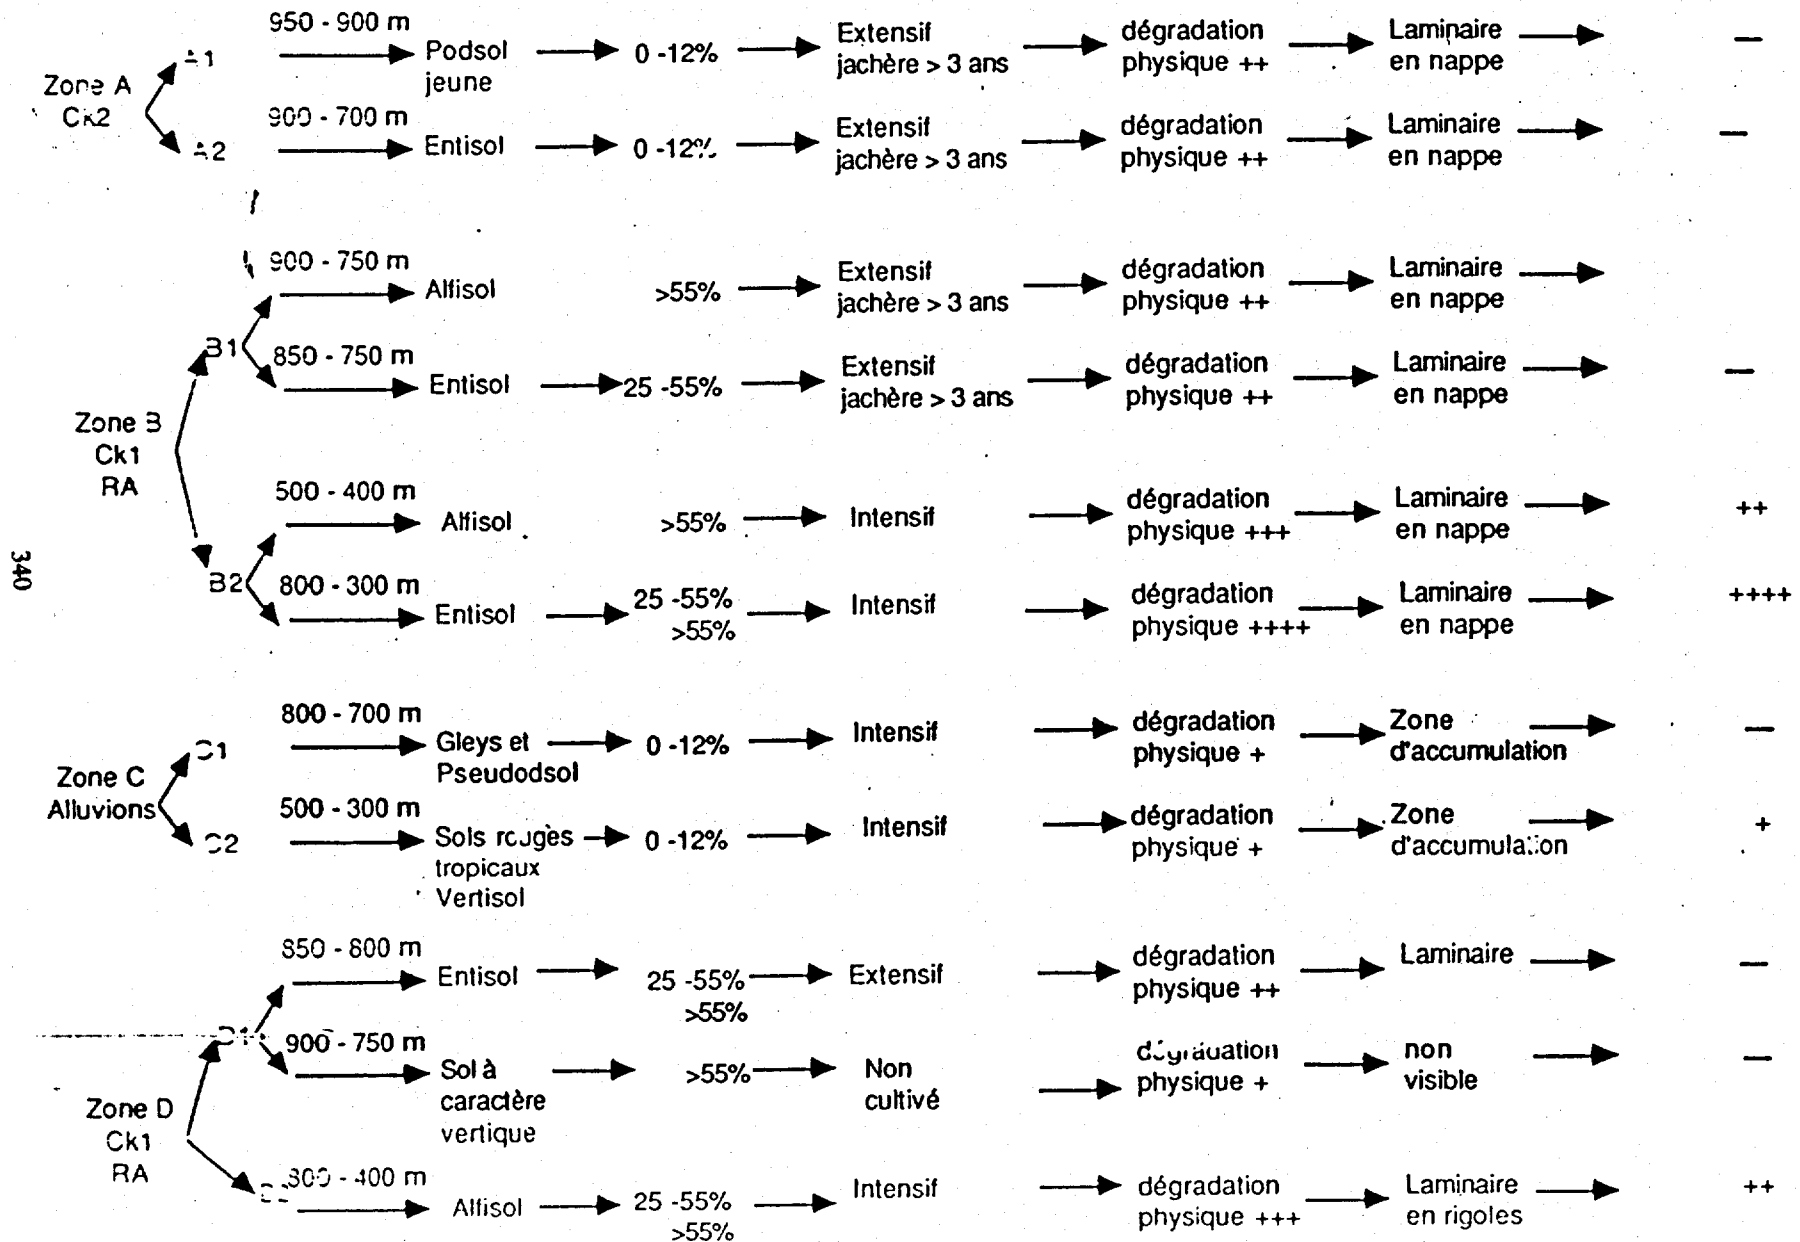 950 - 900 m
A1
Podsol
jeune
0 -12%
Extensif
jachère > 3 ans
dégradation
physique ++
Laminaire
en nappe
—
Zone A
Ck2
900 - 700 m
A2
Entisol
0 -12%
Extensif
jachère > 3 ans
dégradation
physique ++
Laminaire
en nappe
—
900 - 750 m
Alfisol
>55%
Extensif
jachère > 3 ans
dégradation
physique ++
Laminaire
en nappe
B1
850 - 750 m
Entisol
25 -55%
Extensif
jachère > 3 ans
dégradation
physique ++
Laminaire
en nappe
—
Zone B
Ck1
RA
500 - 400 m
Alfisol
>55%
Intensif
dégradation
physique +++
Laminaire
en nappe
++
B2
800 - 300 m
Entisol
25 -55%
>55%
Intensif
dégradation
physique ++++
Laminaire
en nappe
++++
340
800 - 700 m
C1
Gleys et
Pseudodsol
0 -12%
Intensif
dégradation
physique +
Zone
d'accumulation
—
Zone C
Alluvions
500 - 300 m
C2
Sols rouges
tropicaux
Vertisol
0 -12%
Intensif
dégradation
physique +
Zone
d'accumulation
+
850 - 800 m
Entisol
25 -55%
>55%
Extensif
dégradation
physique ++
Laminaire
—
D1
900 - 750 m
Sol à
caractère
vertique
>55%
Non
cultivé
dégradation
physique +
non
visible
—
Zone D
Ck1
RA
800 - 400 m
Alfisol
25 -55%
>55%
Intensif
dégradation
physique +++
Laminaire
en rigoles
++